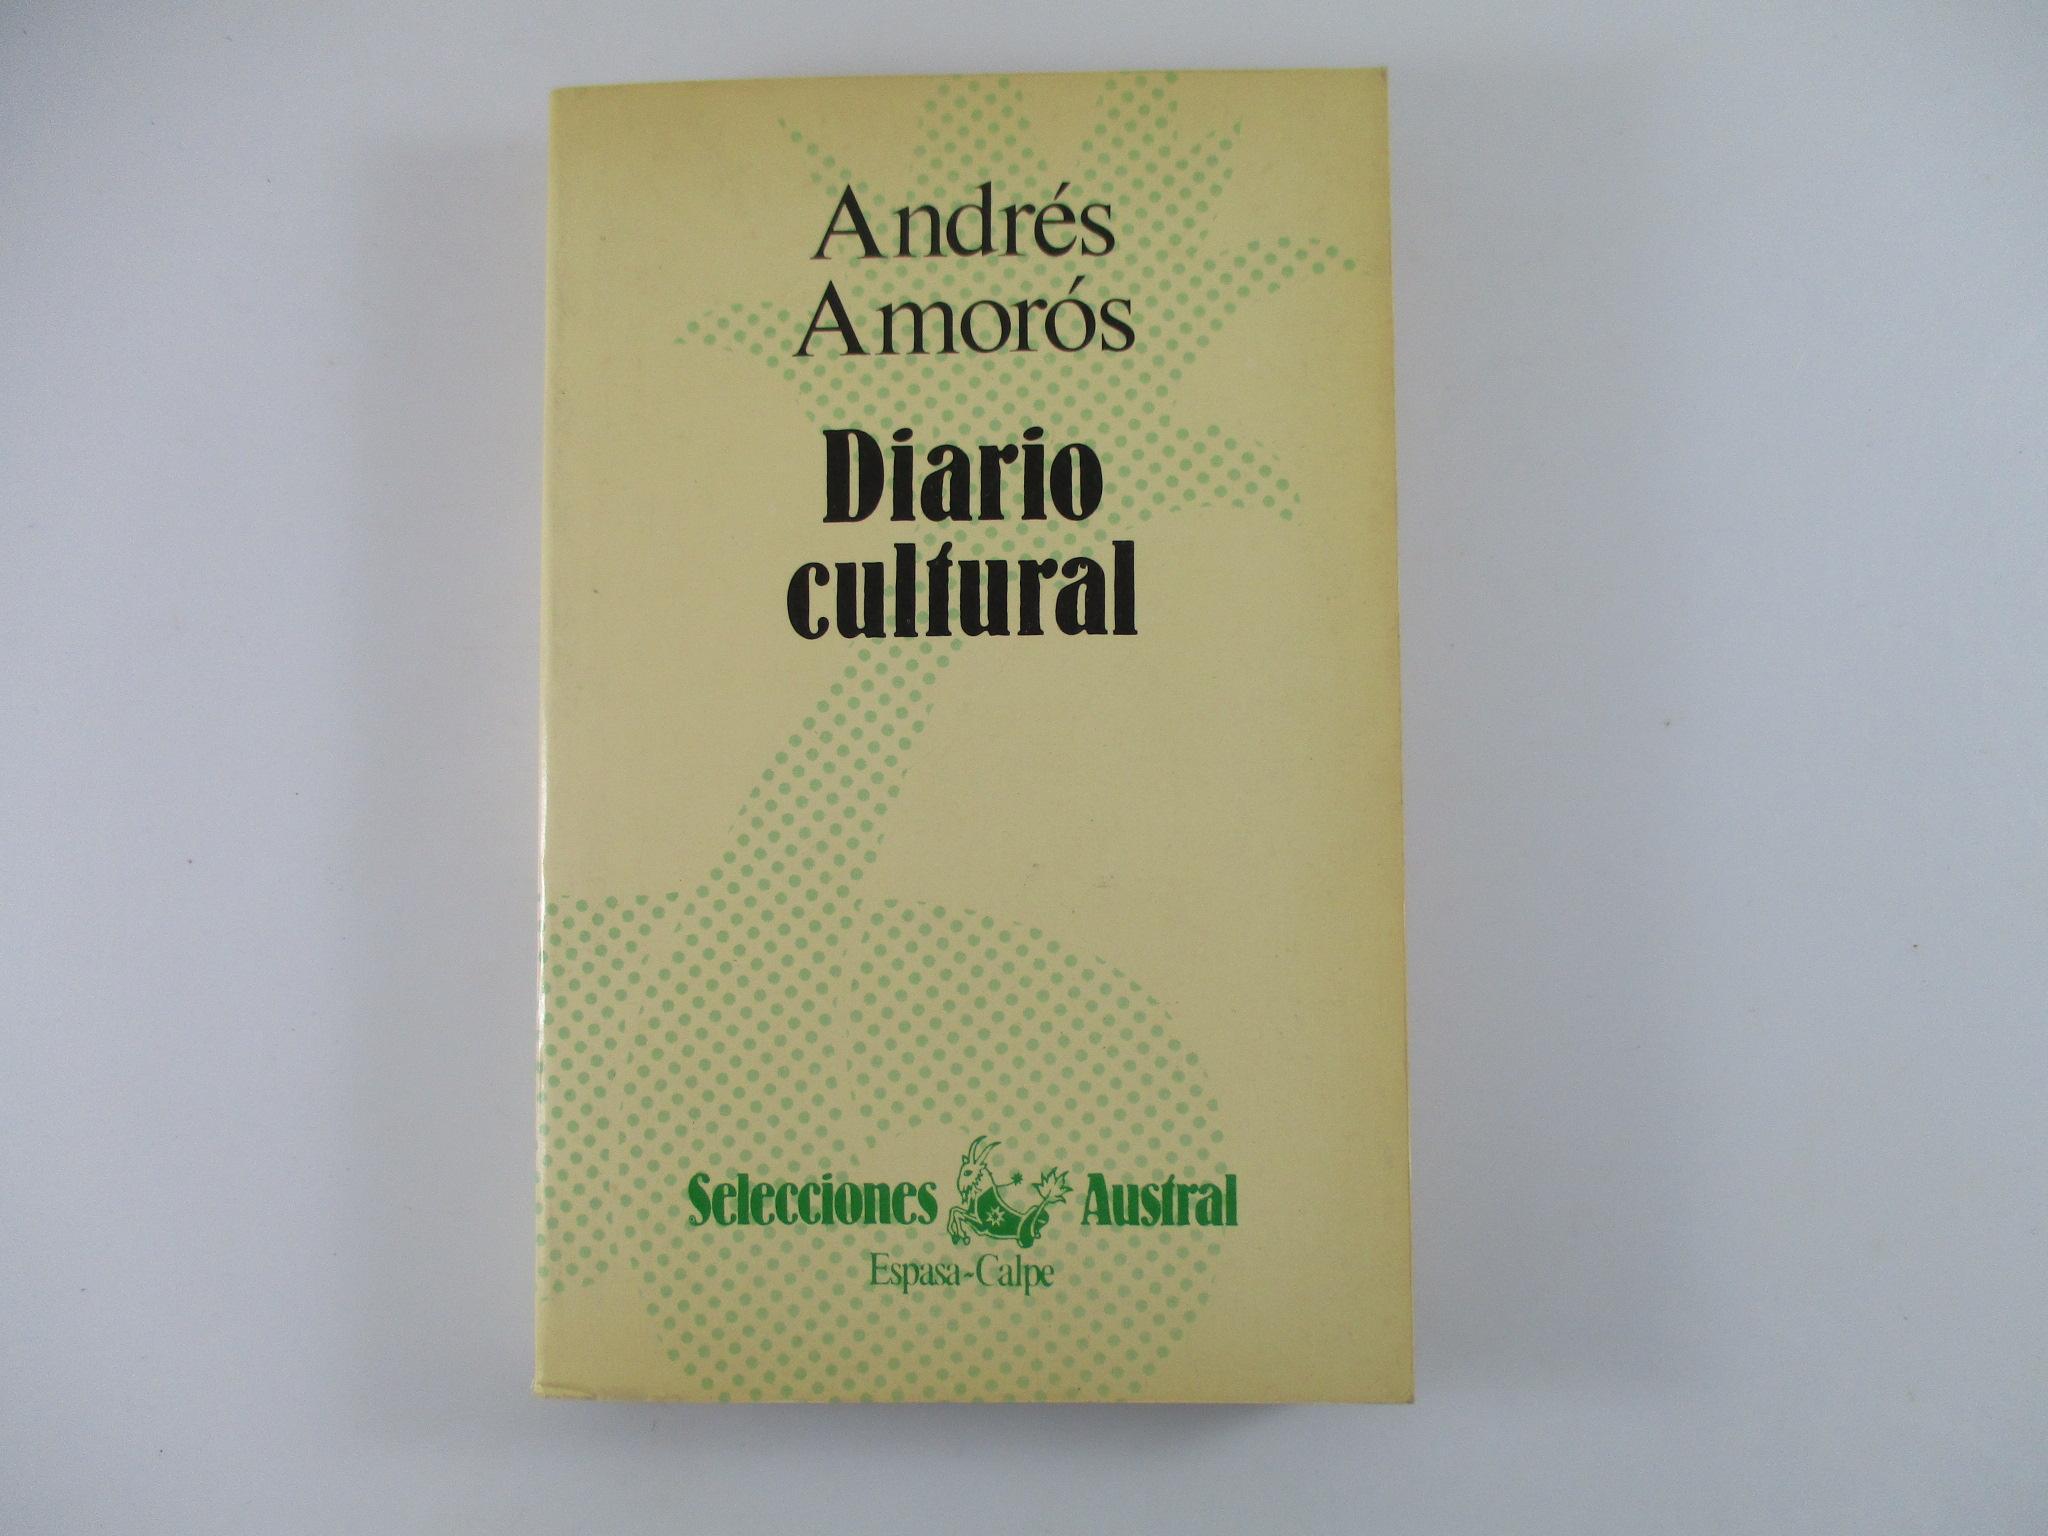 Andrés
Amorós
Diario
cultural
Selecciones Austral
Espasa-Calpe